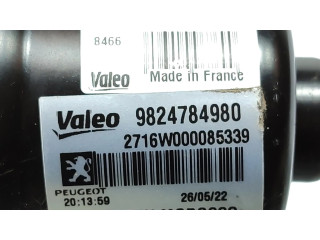 8466
Valeo Made in France
Valeo 9824784980
2716W000085339
PEUGEOT
20:13:59 26/05/22